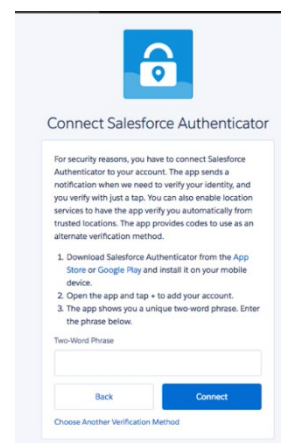 Connect Salesforce Authenticator
For security reasons, you have to connect Salesforce
Authenticator to your account. The app sends a
notification when we need to verify your identity, and
you verify with just a tap. You can also enable location
services to have the app verify you automatically from
trusted locations. The app provides codes to use as an
alternate verification method.
1. Download Salesforce Authenticator from the App
Store or Google Play and install it on your mobile
device.
2. Open the app and tap + to add your account.
3. The app shows you a unique two-word phrase. Enter
the phrase below.
Two-Word Phrase
Back Connect
Choose Another Verification Method